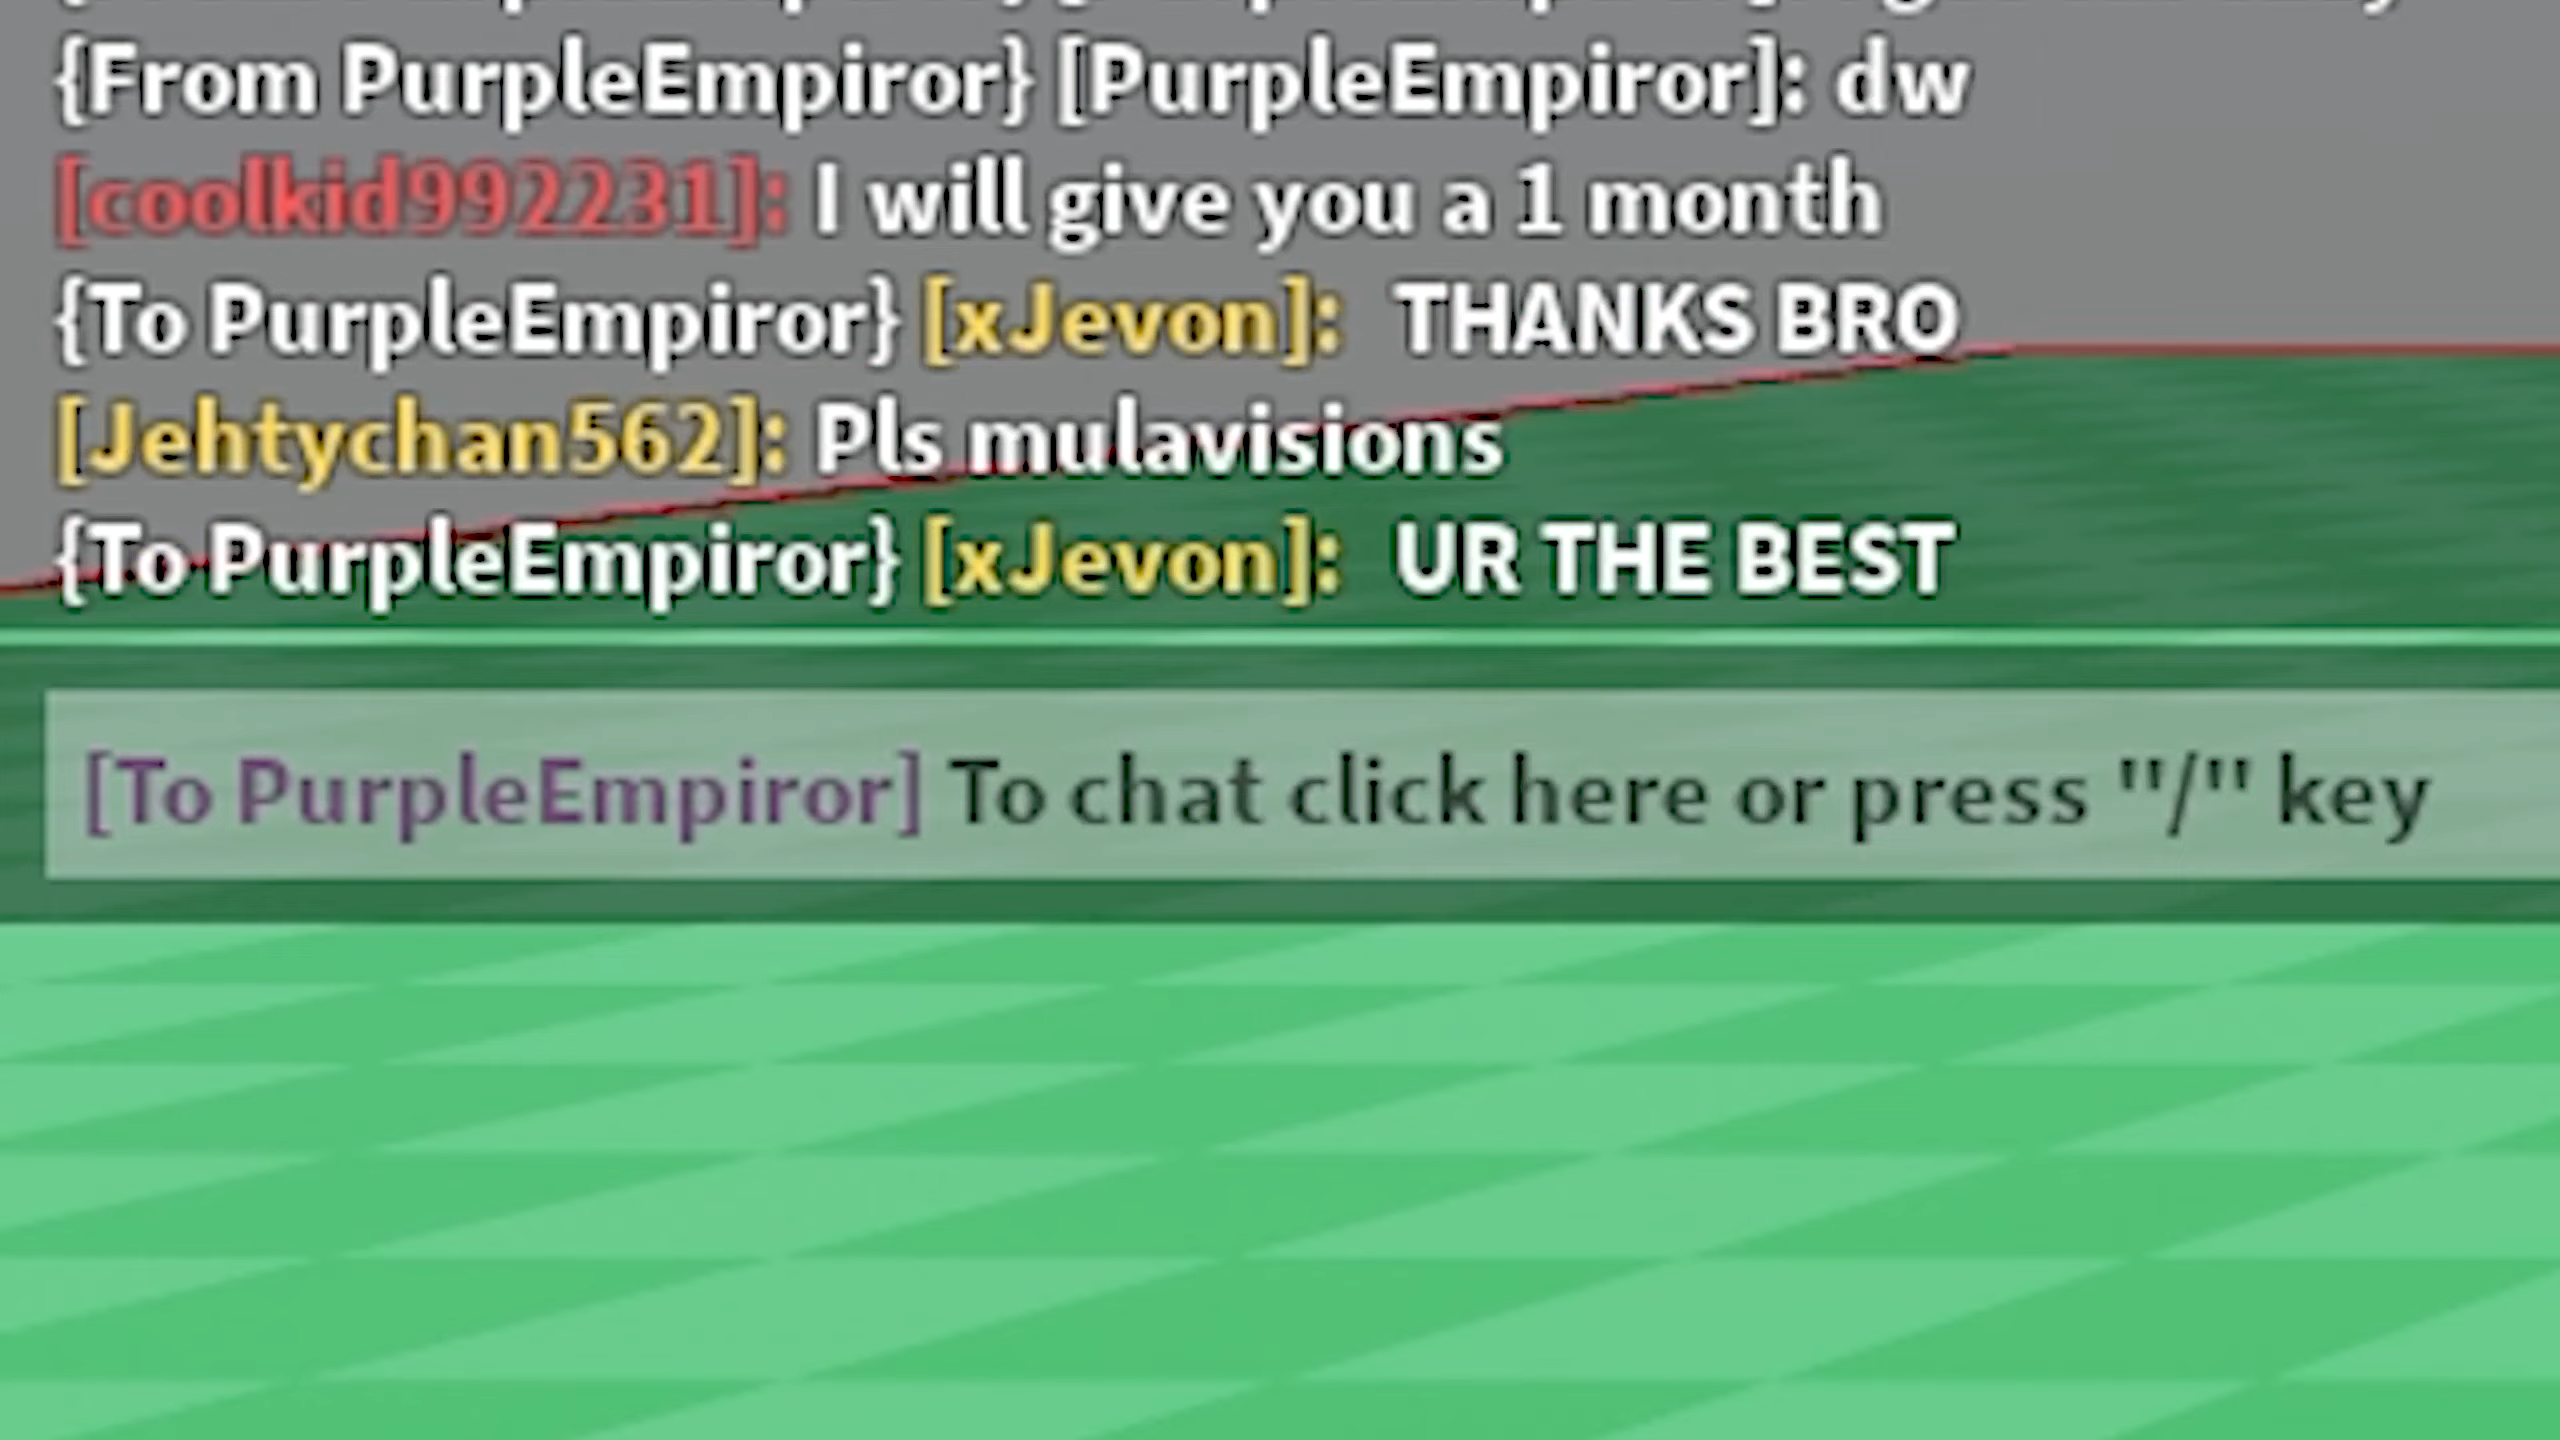 {From PurpleEmpiror} [PurpleEmpiror]: dw
[coolkid992231]: I will give you a 1 month
{To PurpleEmpiror} [xJevon]: THANKS BRO
[Jehtychan562]: Pls mulavisions
{To PurpleEmpiror} [xJevon]: UR THE BEST
[To PurpleEmpiror] To chat click here or press "/" key